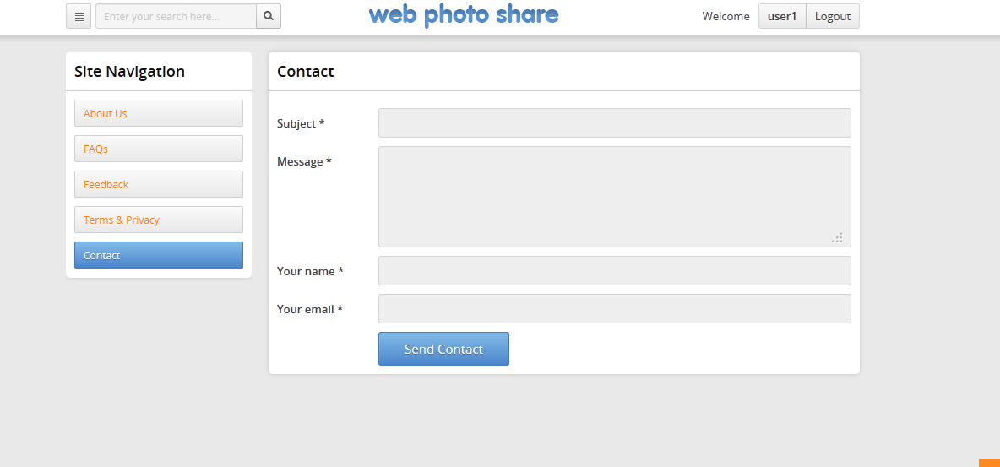 Enter your search here...
web photo share
Welcome
user1
Logout
Site Navigation
About Us
FAQs
Feedback
Terms & Privacy
Contact
Contact
Subject *
Message *
Your name *
Your email *
Send Contact